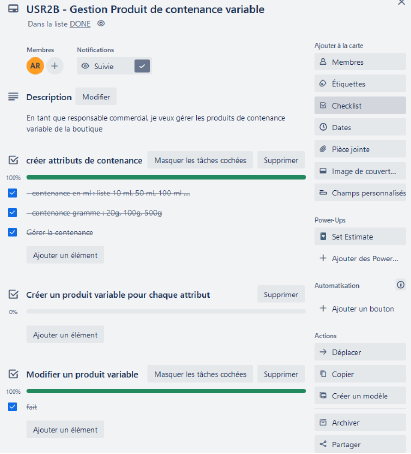 USR2B - Gestion Produit de contenance variable
Dans la liste DONE
Membres
Notifications
AR
Suivie
Description
Modifier
En tant que responsable commercial, je veux gérer les produits de contenance
variable de la boutique
créer attributs de contenance
Masquer les tâches cochées
Supprimer
100%
- contenance en ml : liste 10 ml, 50 ml, 100 ml ...
- contenance gramme : 20g, 100g, 500g
Gérer la contenance
Ajouter un élément
Créer un produit variable pour chaque attribut
Supprimer
0%
Ajouter un élément
Modifier un produit variable
Masquer les tâches cochées
Supprimer
100%
fait
Ajouter un élément
Ajouter à la carte
Membres
Étiquettes
Checklist
Dates
Pièce jointe
Image de couvert...
Champs personnalisés
Power-Ups
Set Estimate
Ajouter des Power...
Automatisation
Ajouter un bouton
Actions
Déplacer
Copier
Créer un modèle
Archiver
Partager